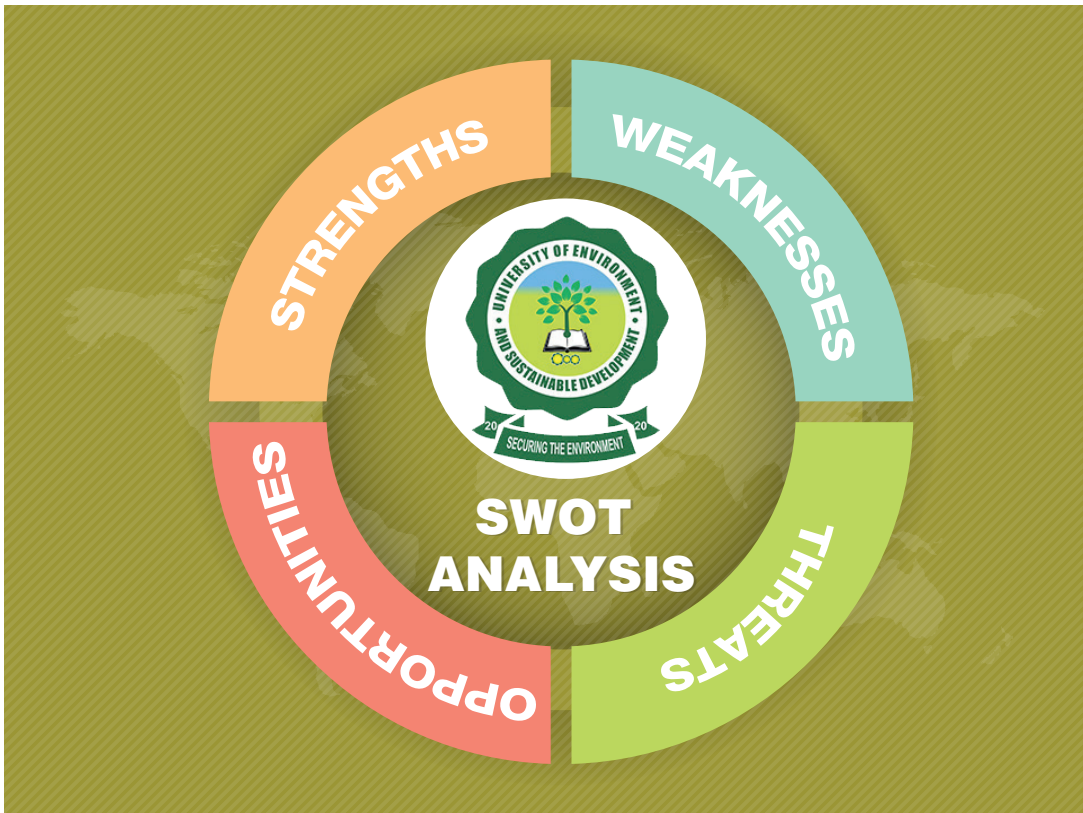 STRENGTHS
WEAKNESSES
UNIVERSITY OF ENVIRONMENT
AND SUSTAINABLE DEVELOPMENT
20 20
SECURING THE ENVIRONMENT
SWOT
ANALYSIS
OPPORTUNITIES
THREATS